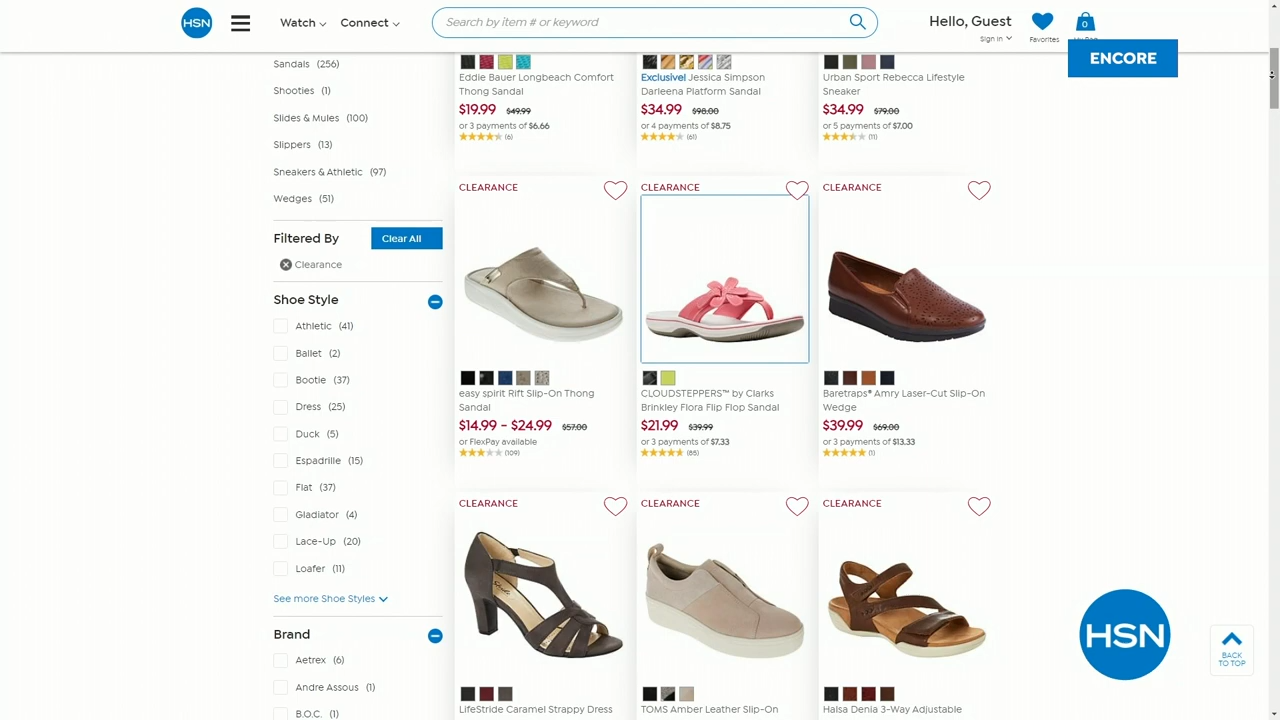 HSN
Watch
Connect
Search by item # or keyword
Hello, Guest
Sign In
Favorites
0
ENCORE
Sandals (256)
Shooties (1)
Slides & Mules (100)
Slippers (13)
Sneakers & Athletic (97)
Wedges (51)
Filtered By
Clear All
Clearance
Shoe Style
Athletic (41)
Ballet (2)
Bootie (37)
Dress (25)
Duck (5)
Espadrille (15)
Flat (37)
Gladiator (4)
Lace-Up (20)
Loafer (11)
See more Shoe Styles
Brand
Aetrex (6)
Andre Assous (1)
B.O.C. (1)
Eddie Bauer Longbeach Comfort
Thong Sandal
$19.99 $49.99
or 3 payments of $6.66
(6)
Exclusive! Jessica Simpson
Darleena Platform Sandal
$34.99 $98.00
or 4 payments of $8.75
(61)
Urban Sport Rebecca Lifestyle
Sneaker
$34.99 $79.00
or 5 payments of $7.00
(11)
CLEARANCE
easy spirit Rift Slip-On Thong
Sandal
$14.99 - $24.99 $57.00
or FlexPay available
(109)
CLEARANCE
CLOUDSTEPPERS™ by Clarks
Brinkley Flora Flip Flop Sandal
$21.99 $39.99
or 3 payments of $7.33
(85)
CLEARANCE
Baretraps® Amry Laser-Cut Slip-On
Wedge
$39.99 $69.00
or 3 payments of $13.33
(1)
CLEARANCE
LifeStride Caramel Strappy Dress
CLEARANCE
TOMS Amber Leather Slip-On
CLEARANCE
Halsa Denia 3-Way Adjustable
HSN
BACK
TO TOP